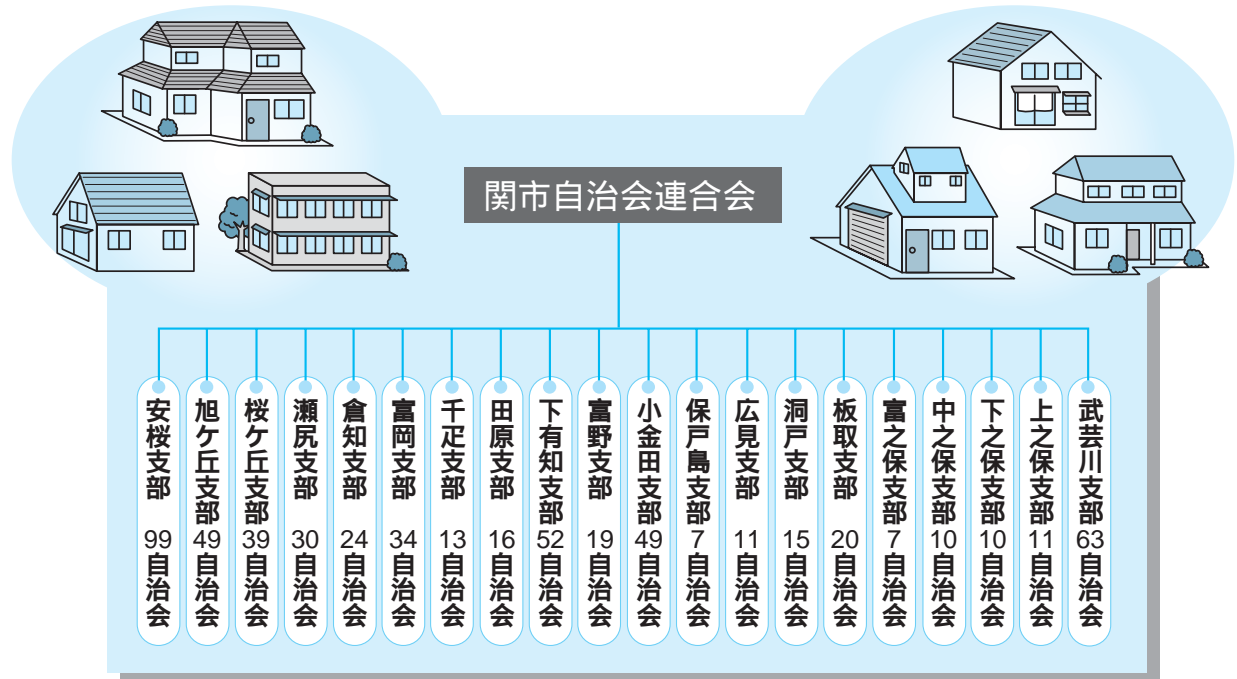 関市自治会連合会
安桜支部 99自治会
旭ケ丘支部49自治会
桜ケ丘支部39自治会
瀬尻支部 30自治会
倉知支部 24自治会
富岡支部 34自治会
千疋支部 13自治会
田原支部 16自治会
下有知支部52自治会
富野支部 19自治会
小金田支部49自治会
保戸島支部7自治会
広見支部 11自治会
洞戸支部 15自治会
板取支部 20自治会
富之保支部7自治会
中之保支部10自治会
下之保支部10自治会
上之保支部11自治会
武芸川支部63自治会